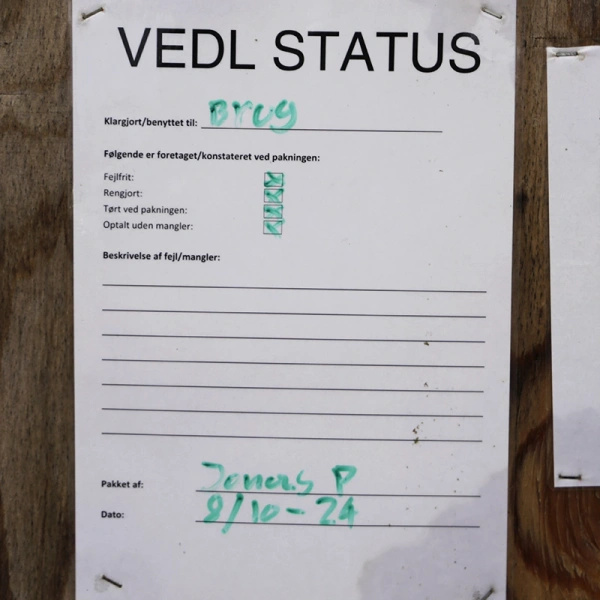 VEDL STATUS
Klargjort/benyttet til: Brug
Følgende er foretaget/konstateret ved pakningen:
Fejlfrit:
Rengjort:
Tørt ved pakningen:
Optalt uden mangler:
Beskrivelse af fejl/mangler:
Pakket af: Jonas P
Dato: 8/10-24